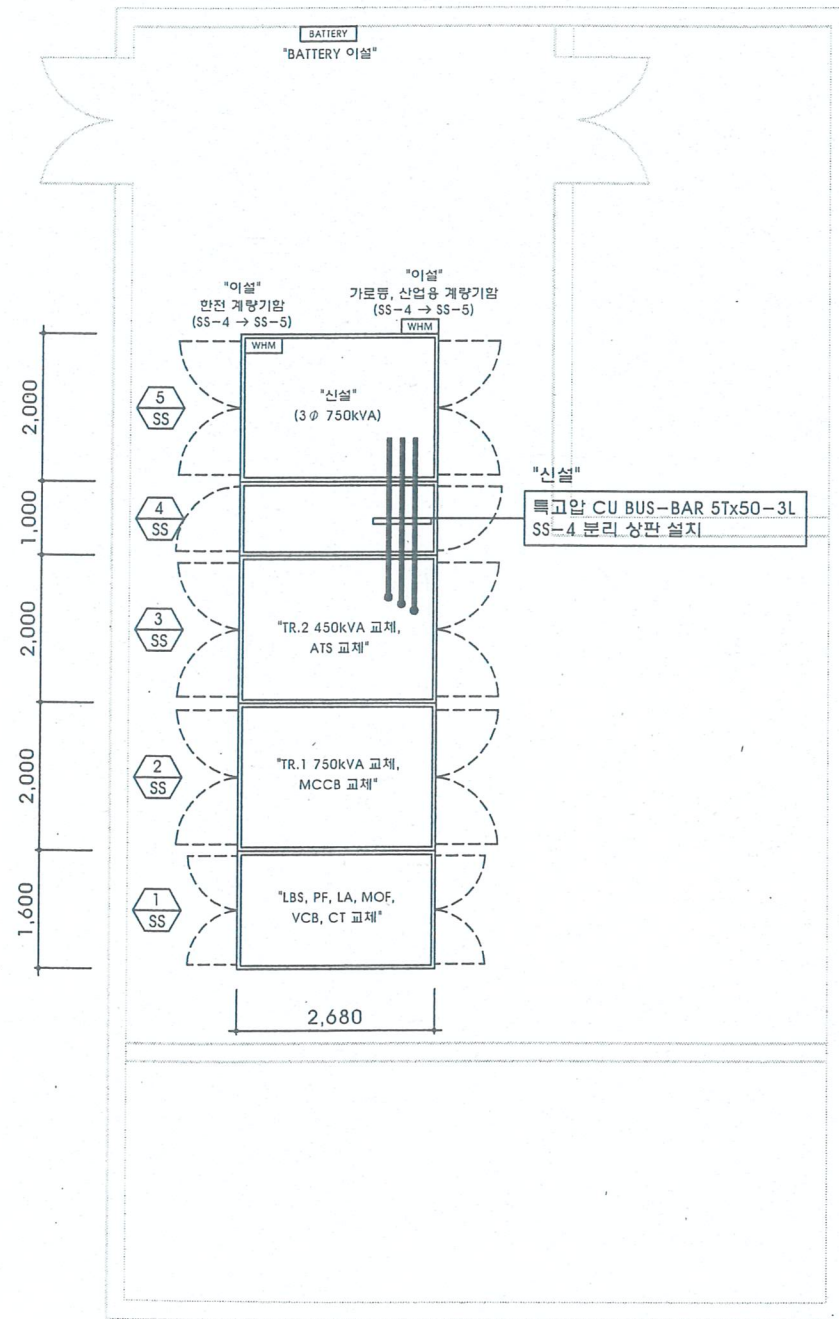 BATTERY
"BATTERY 이설"
"이설"
한전 계량기함
(SS-4 → SS-5)
"이설"
가로등, 산업용 계량기함
(SS-4 → SS-5)
WHM
WHM
2,000
5
SS
"신설"
(3Φ 750kVA)
"신설"
특고압 CU BUS-BAR 5Tx50-3L
SS-4 분리 상판 설치
1,000
4
SS
2,000
3
SS
"TR.2 450kVA 교체,
ATS 교체"
2,000
2
SS
"TR.1 750kVA 교체,
MCCB 교체"
1,600
1
SS
"LBS, PF, LA, MOF,
VCB, CT 교체"
2,680